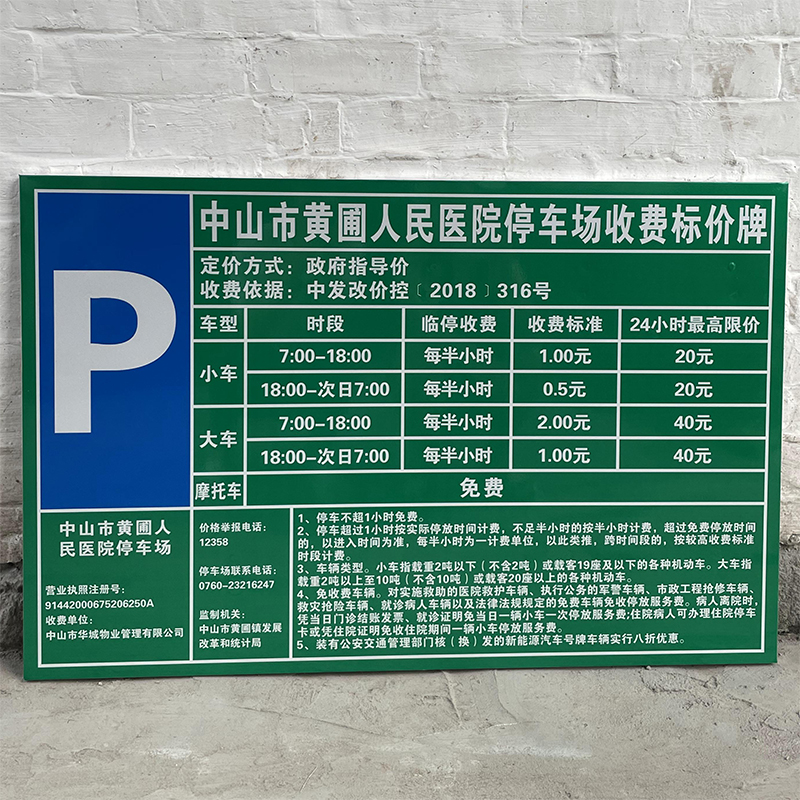 P
中山市黄圃人民医院停车场收费标价牌
定价方式：政府指导价
收费依据：中发改价控﹝2018﹞316号
车型 时段 临停收费 收费标准 24小时最高限价
小车 7:00-18:00 每半小时 1.00元 20元
18:00-次日7:00 每半小时 0.5元 20元
大车 7:00-18:00 每半小时 2.00元 40元
18:00-次日7:00 每半小时 1.00元 40元
摩托车 免费
中山市黄圃人
民医院停车场
营业执照注册号：
91442000675206250A
收费单位：
中山市华城物业管理有限公司
价格举报电话：
12358
停车场联系电话：
0760-23216247
监制机关：
中山市黄圃镇发展
改革和统计局
1、停车不超1小时免费。
2、停车超过1小时按实际停放时间计费，不足半小时的按半小时计费，超过免费停放时间
的，以进入时间为准，每半小时为一计费单位，以此类推，跨时间段的，按较高收费标准
时段计费。
3、车辆类型。小车指载重2吨以下（不含2吨）或载客19座及以下的各种机动车。大车指
载重2吨以上至10吨（不含10吨）或载客20座以上的各种机动车。
4、免收费车辆。对实施救助的医院救护车辆、执行公务的军警车辆、市政工程抢修车辆、
救灾抢险车辆、就诊病人车辆以及法律法规规定的免费车辆免收停放服务费。病人离院时，
凭当日门诊结账发票、就诊证明免当日一辆小车一次停放服务费;住院病人可办理住院停车
卡或凭住院证明免收住院期间一辆小车停放服务费。
5、装有公安交通管理部门核（换）发的新能源汽车号牌车辆实行八折优惠。